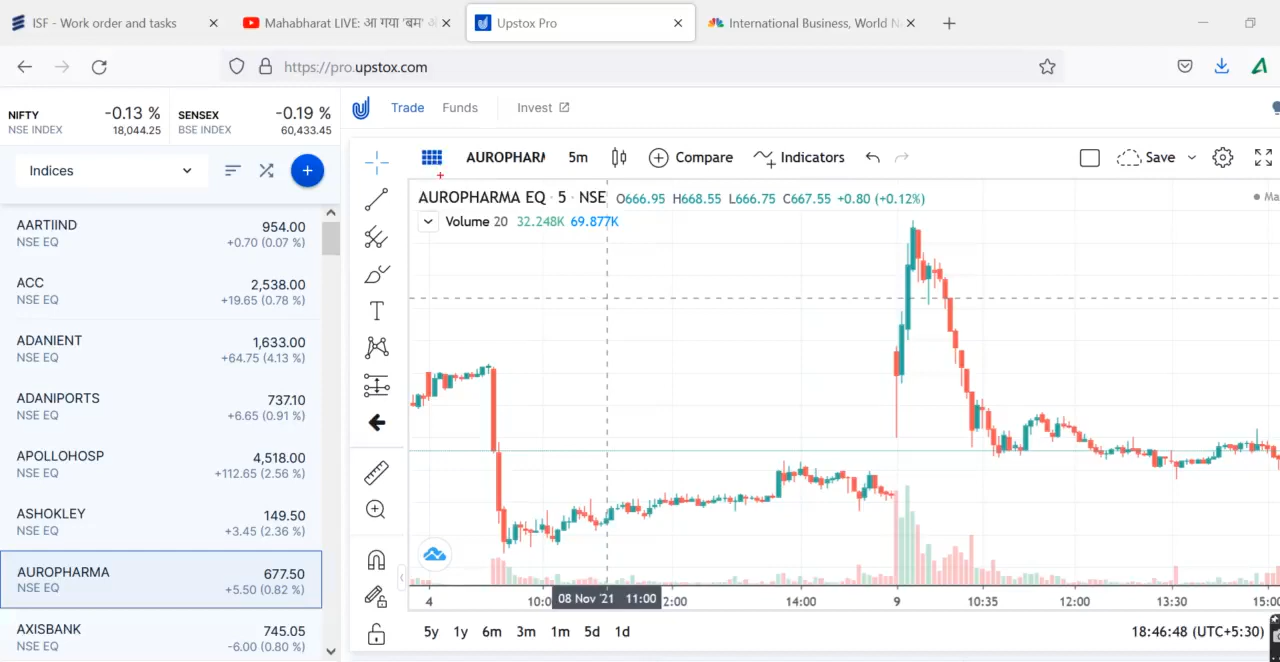 ISF - Work order and tasks
Mahabharat LIVE: आ गया 'बम'
Upstox Pro
International Business, World N
https://pro.upstox.com
NIFTY
-0.13 %
NSE INDEX
18,044.25
SENSEX
-0.19 %
BSE INDEX
60,433.45
Trade
Funds
Invest
Indices
AUROPHARM
5m
Compare
Indicators
Save
AARTIIND
954.00
NSE EQ
+0.70 (0.07 %)
ACC
2,538.00
NSE EQ
+19.65 (0.78 %)
ADANIENT
1,633.00
NSE EQ
+64.75 (4.13 %)
ADANIPORTS
737.10
NSE EQ
+6.65 (0.91 %)
APOLLOHOSP
4,518.00
NSE EQ
+112.65 (2.56 %)
ASHOKLEY
149.50
NSE EQ
+3.45 (2.36 %)
AUROPHARMA
677.50
NSE EQ
+5.50 (0.82 %)
AXISBANK
745.05
NSE EQ
-6.00 (0.80 %)
AUROPHARMA EQ · 5 · NSE O666.95 H668.55 L666.75 C667.55 +0.80 (+0.12%)
Ma
Volume 20 32.248K 69.877K
4 10:0 08 Nov '21 11:00 2:00 14:00 9 10:35 12:00 13:30 15:00
5y 1y 6m 3m 1m 5d 1d
18:46:48 (UTC+5:30)